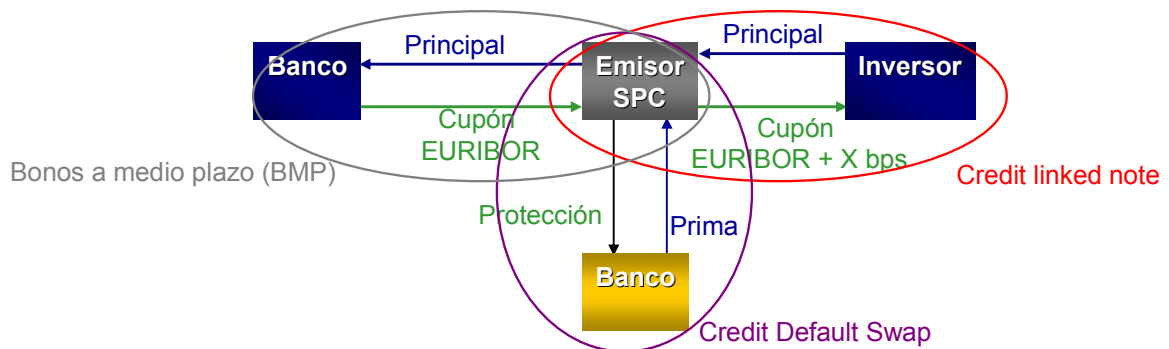 Principal
Principal
Banco
Emisor
SPC
Inversor
Cupón
EURIBOR
Cupón
EURIBOR + X bps
Bonos a medio plazo (BMP)
Credit linked note
Protección
Prima
Banco
Credit Default Swap